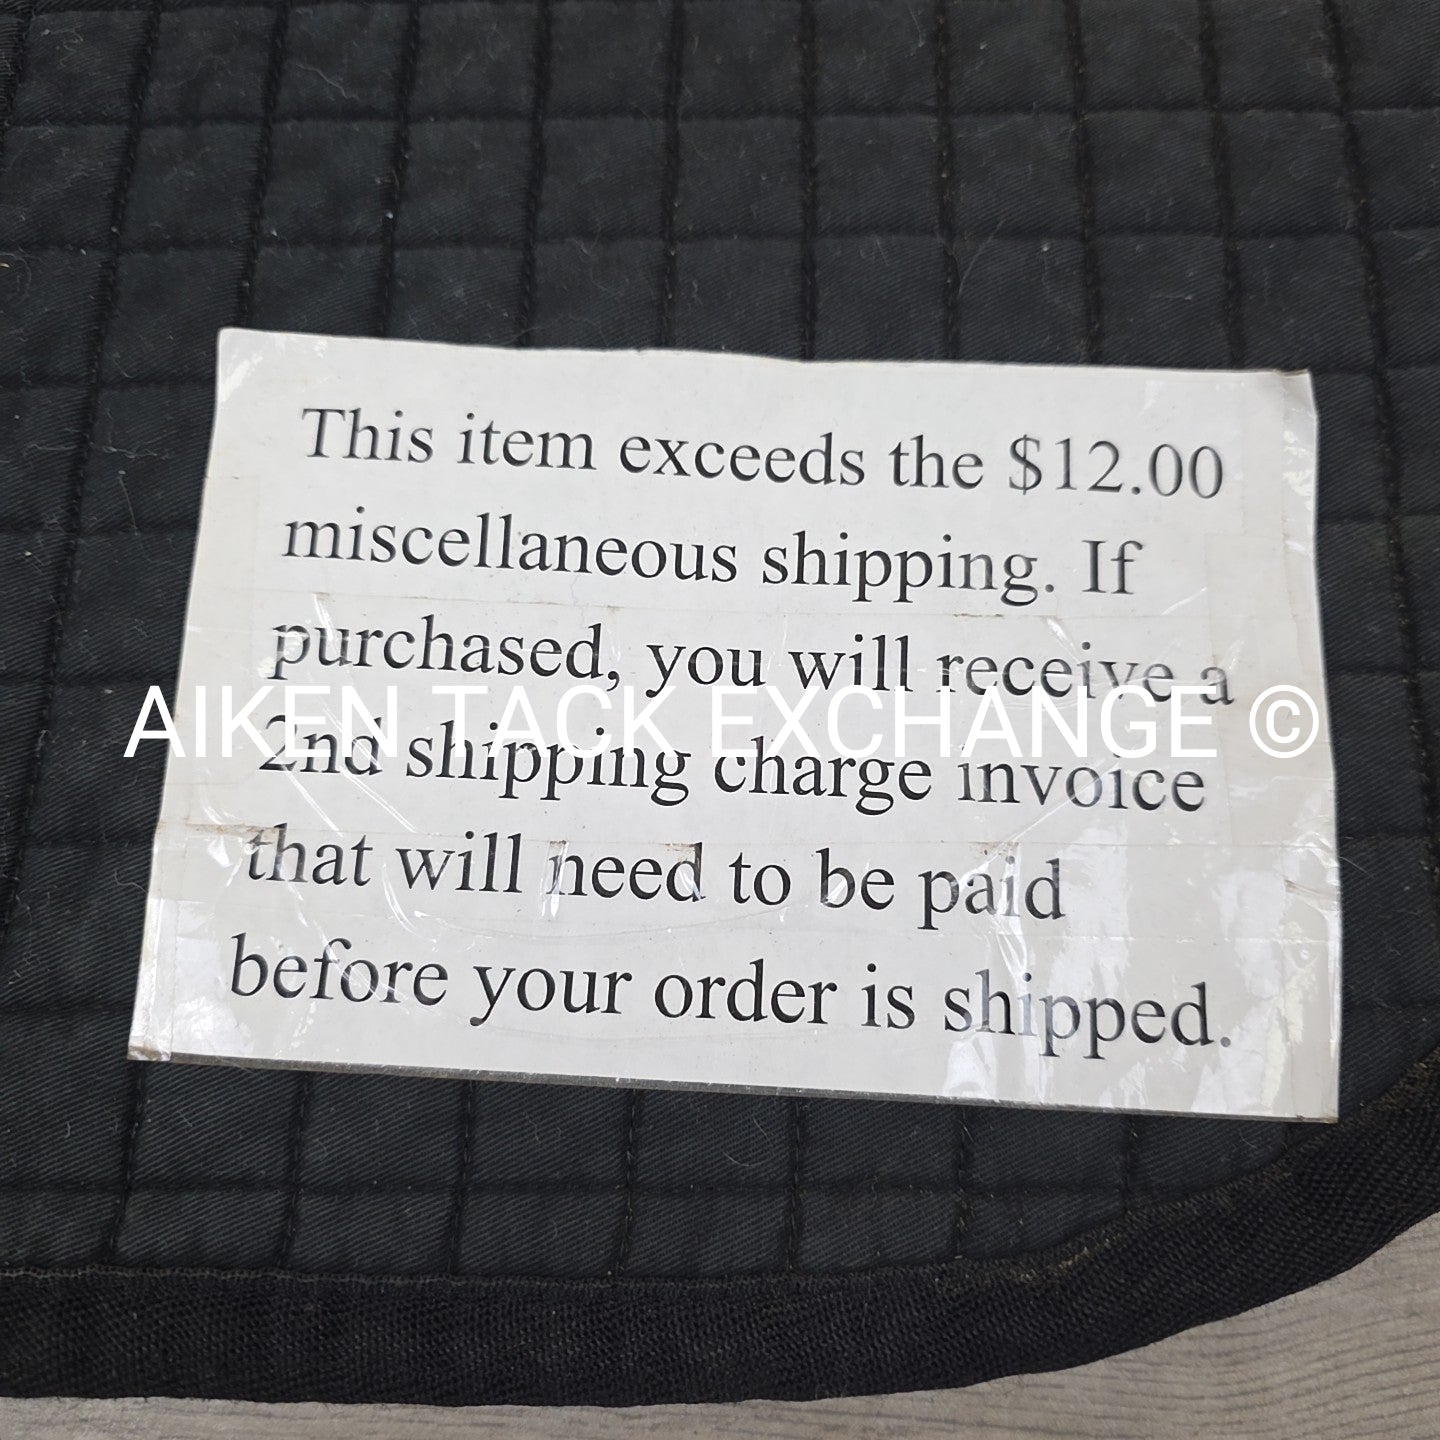 This item exceeds the $12.00
miscellaneous shipping. If
purchased, you will receive a
AIKEN TACK EXCHANGE ©
2nd shipping charge invoice
that will need to be paid
before your order is shipped.